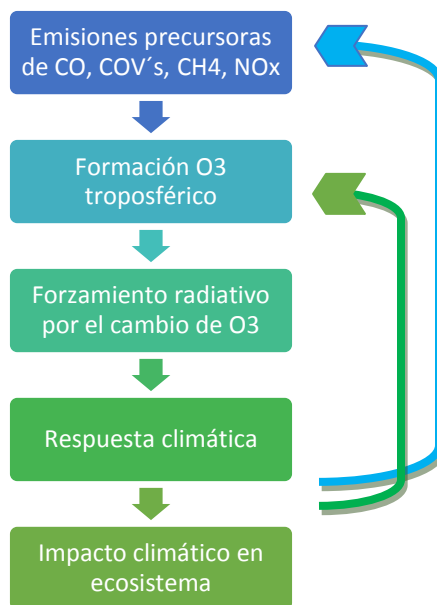 Emisiones precursoras
de CO, COV´s, CH4, NOx
Formación O3
troposférico
Forzamiento radiativo
por el cambio de O3
Respuesta climática
Impacto climático en
ecosistema